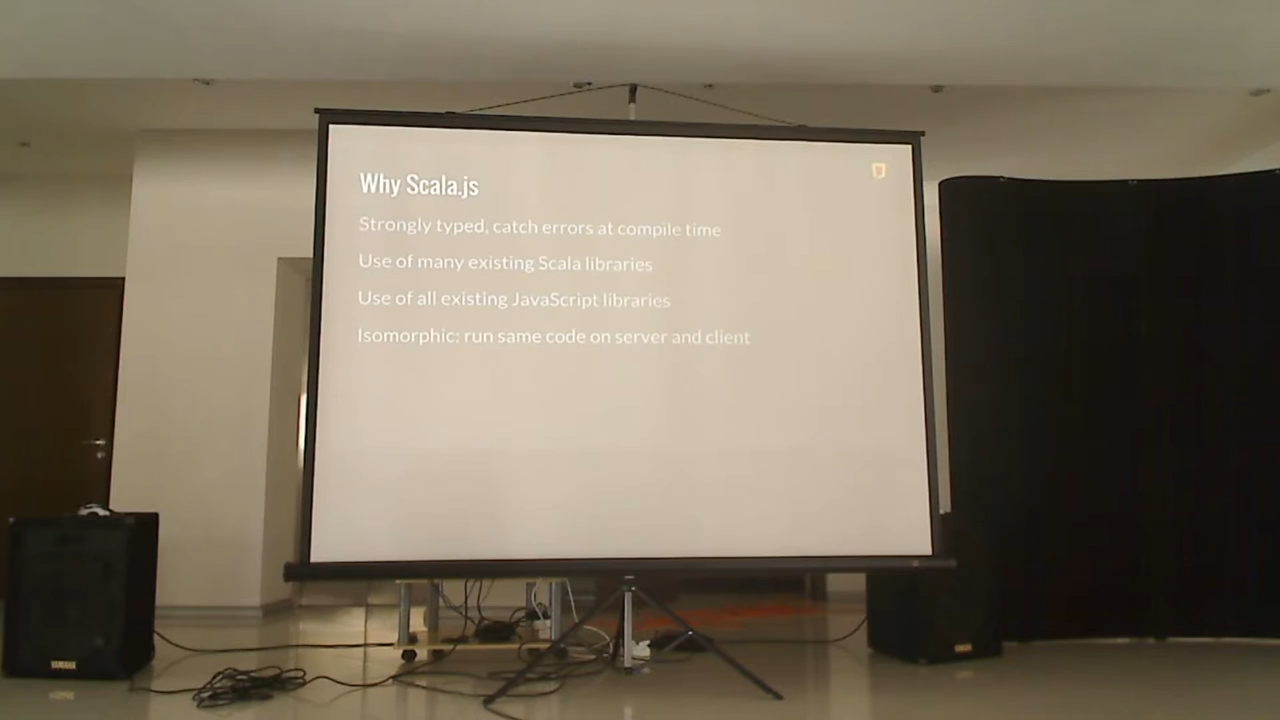 Why Scala.js
Strongly typed, catch errors at compile time
Use of many existing Scala libraries
Use of all existing JavaScript libraries
Isomorphic: run same code on server and client
YAMAHA